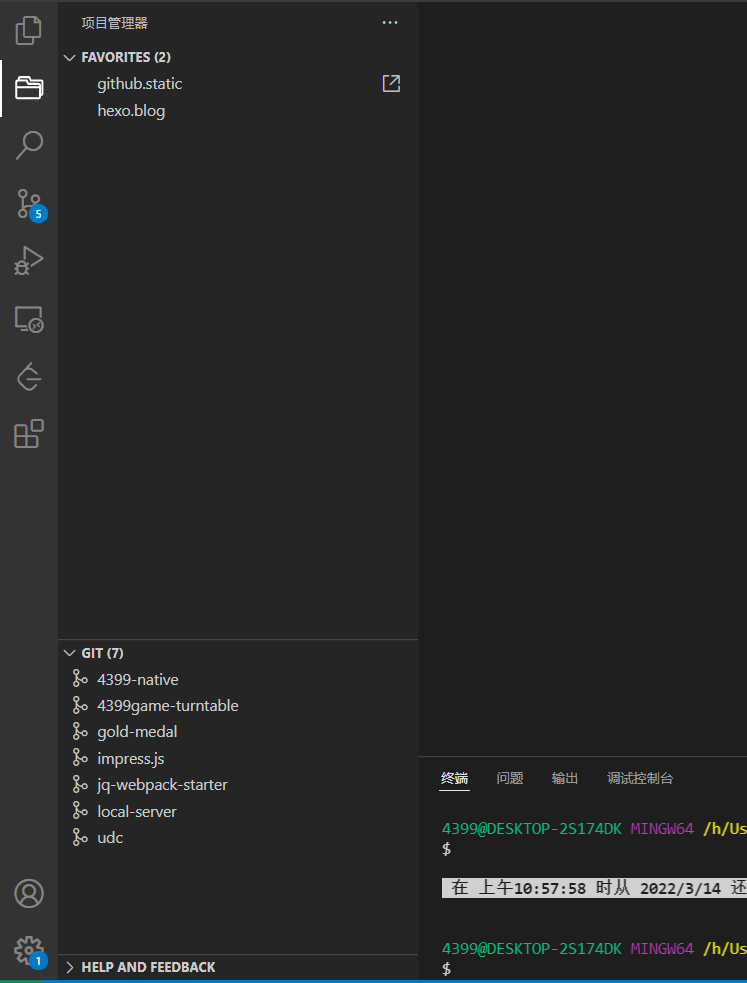 项目管理器
FAVORITES (2)
github.static
hexo.blog
5
GIT (7)
4399-native
4399game-turntable
gold-medal
impress.js
jq-webpack-starter
local-server
udc
1
HELP AND FEEDBACK
终端 问题 输出 调试控制台
4399@DESKTOP-2S174DK MINGW64 /h/Us
$
在 上午10:57:58 时从 2022/3/14 还
4399@DESKTOP-2S174DK MINGW64 /h/Us
$